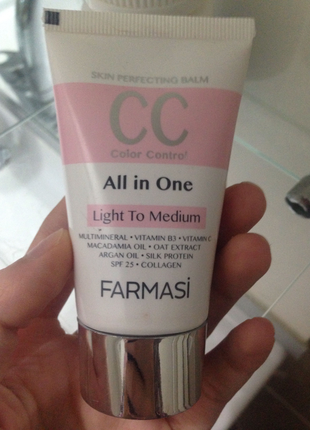 SKIN PERFECTING BALM
CC
Color Control
All in One
Light To Medium
MULTIMINERAL • VITAMIN B3 • VITAMIN E
MACADAMIA OIL • OAT EXTRACT
ARGAN OIL • SILK PROTEIN
SPF 25 • COLLAGEN
FARMASİ